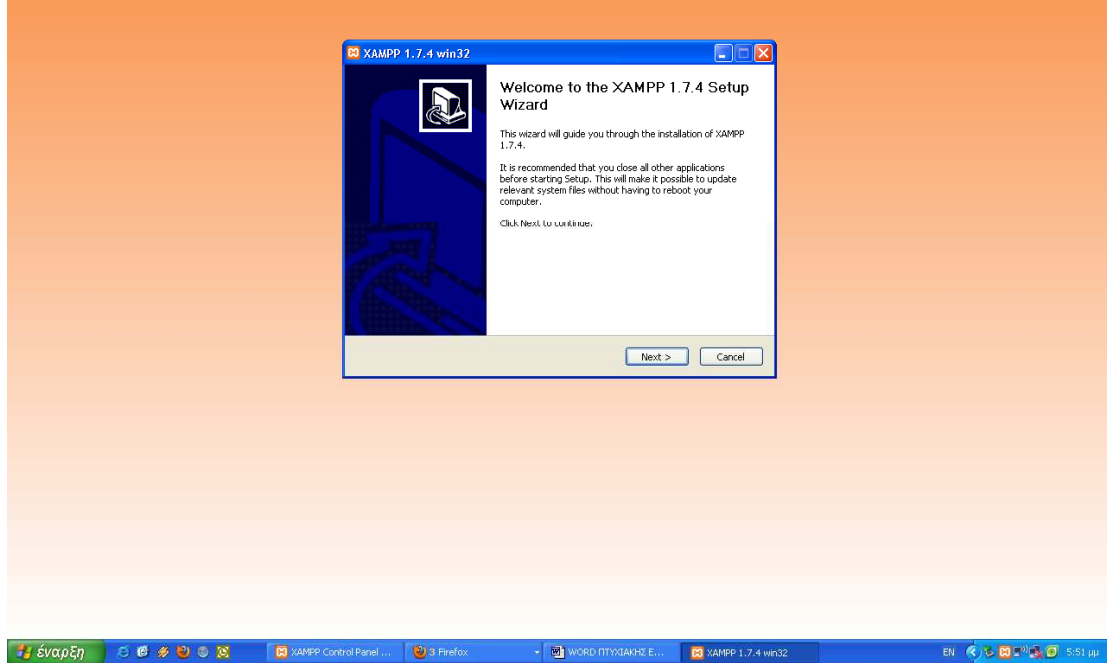 XAMPP 1.7.4 win32
Welcome to the XAMPP 1.7.4 Setup
Wizard
This wizard will guide you through the installation of XAMPP
1.7.4.
It is recommended that you close all other applications
before starting Setup. This will make it possible to update
relevant system files without having to reboot your
computer.
Click Next to continue.
Next >
Cancel
έναρξη
XAMPP Control Panel ...
3 Firefox
WORD ΠΤΥΧΙΑΚΗΣ Ε...
XAMPP 1.7.4 win32
EN
5:51 μμ